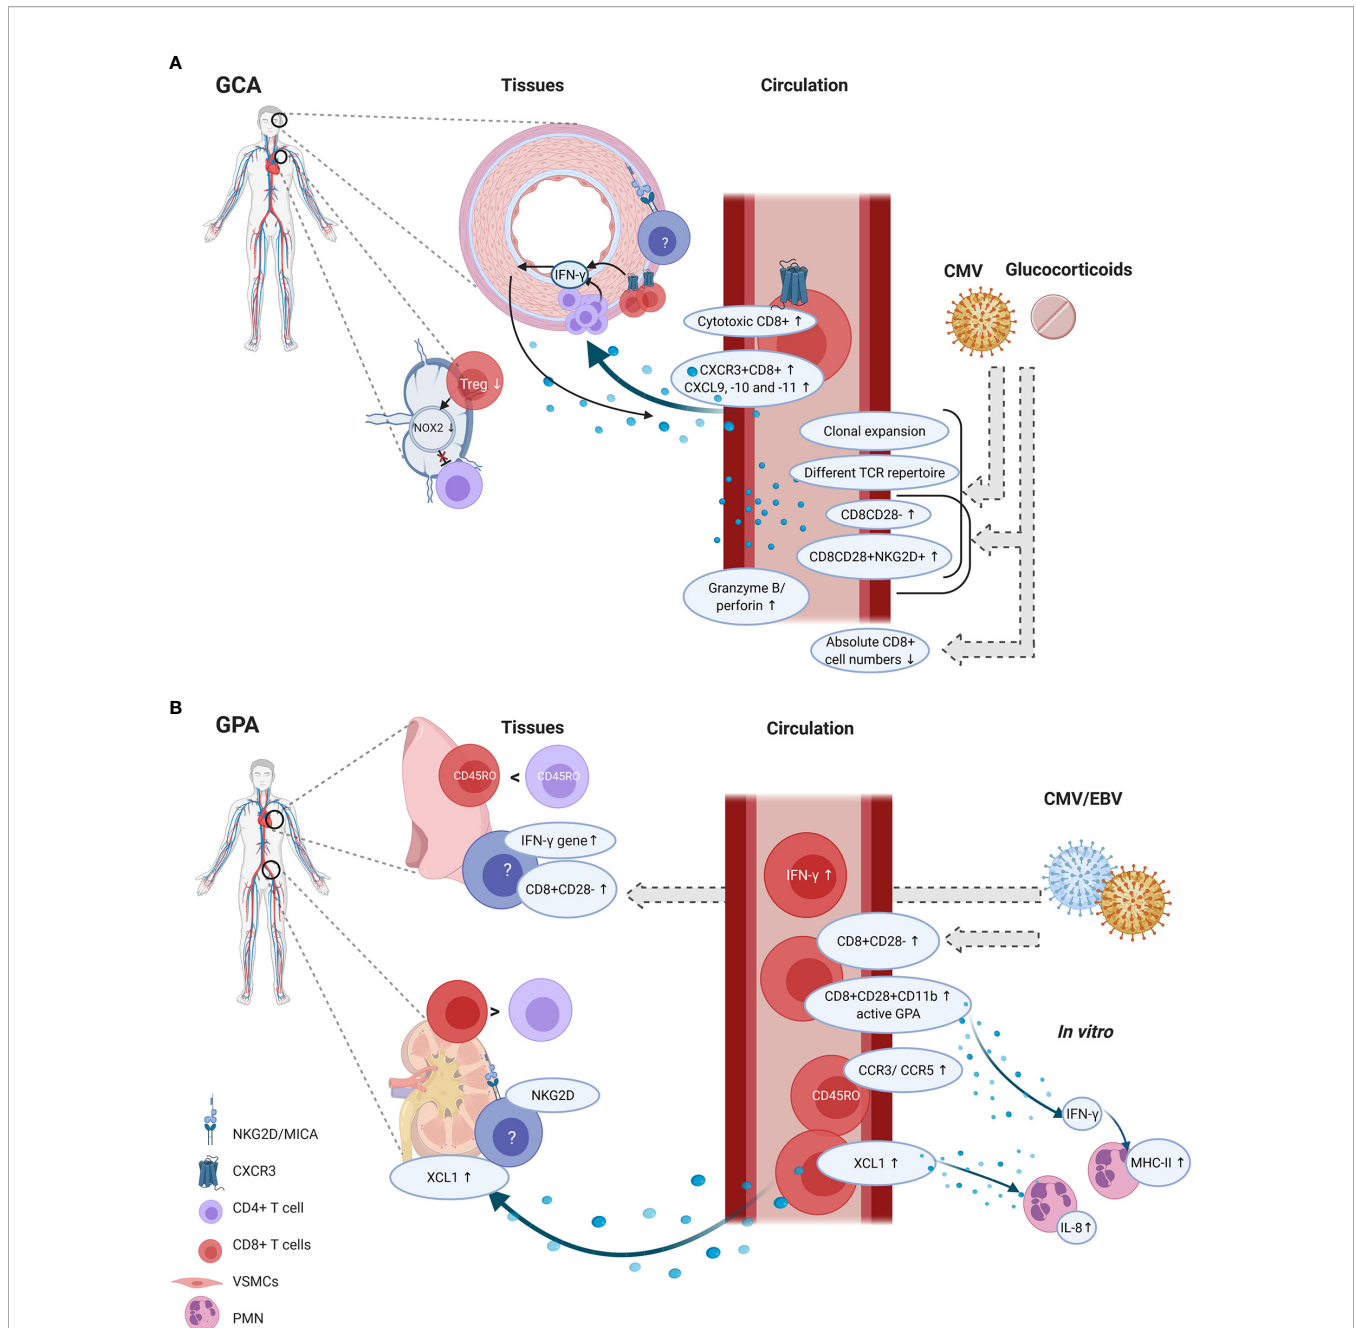 A
GCA
Tissues
Circulation
?
IFN-γ
CMV
Glucocorticoids
Cytotoxic CD8+ ↑
CXCR3+CD8+ ↑
CXCL9, -10 and -11 ↑
Treg ↓
NOX2 ↓
Clonal expansion
Different TCR repertoire
CD8CD28- ↑
CD8CD28+NKG2D+ ↑
Granzyme B/
perforin ↑
Absolute CD8+
cell numbers ↓
B
GPA
Tissues
Circulation
CD45RO
<
CD45RO
CMV/EBV
IFN-γ gene↑
?
CD8+CD28- ↑
IFN-γ ↑
CD8+CD28- ↑
CD8+CD28+CD11b ↑
active GPA
>
In vitro
CCR3/ CCR5 ↑
CD45RO
NKG2D
IFN-γ
?
XCL1 ↑
XCL1 ↑
MHC-II ↑
IL-8↑
NKG2D/MICA
CXCR3
CD4+ T cell
CD8+ T cells
VSMCs
PMN